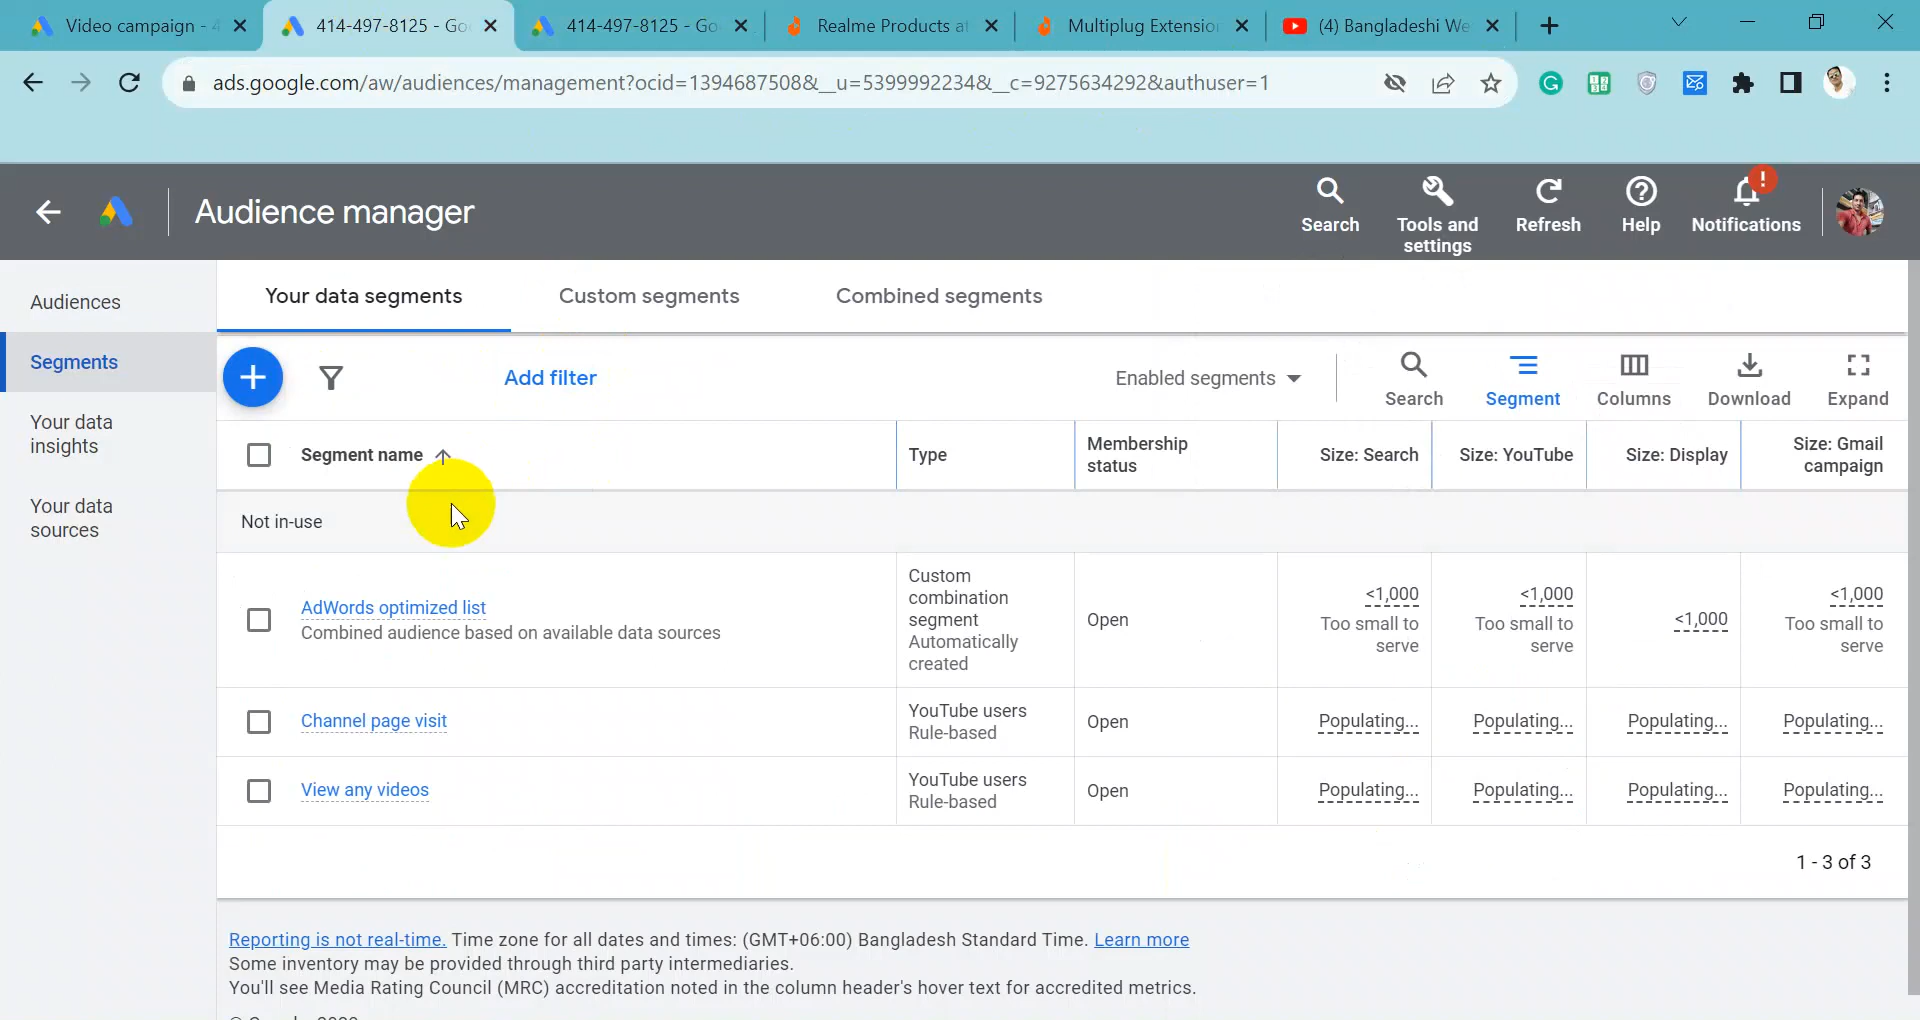 Video campaign - 4
414-497-8125 - Go
414-497-8125 - Go
Realme Products at
Multiplug Extension
(4) Bangladeshi We
ads.google.com/aw/audiences/management?ocid=1394687508&__u=5399992234&__c=9275634292&authuser=1
Audience manager
Search
Tools and
settings
Refresh
Help
!
Notifications
Audiences
Segments
Your data
insights
Your data
sources
Your data segments
Custom segments
Combined segments
Add filter
Enabled segments
Search
Segment
Columns
Download
Expand
Segment name
Type
Membership
status
Size: Search
Size: YouTube
Size: Display
Size: Gmail
campaign
Not in-use
AdWords optimized list
Combined audience based on available data sources
Custom
combination
segment
Automatically
created
Open
<1,000
Too small to
serve
<1,000
Too small to
serve
<1,000
<1,000
Too small to
serve
Channel page visit
YouTube users
Rule-based
Open
Populating...
Populating...
Populating...
Populating...
View any videos
YouTube users
Rule-based
Open
Populating...
Populating...
Populating...
Populating...
1 - 3 of 3
Reporting is not real-time. Time zone for all dates and times: (GMT+06:00) Bangladesh Standard Time. Learn more
Some inventory may be provided through third party intermediaries.
You'll see Media Rating Council (MRC) accreditation noted in the column header's hover text for accredited metrics.